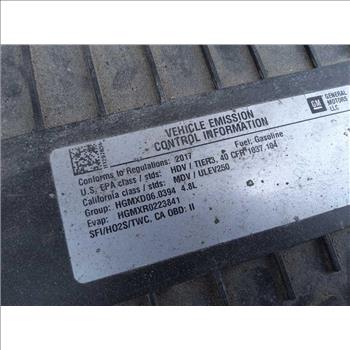 VEHICLE EMISSION
CONTROL INFORMATION
GM
GENERAL
MOTORS
LLC
Conforms to Regulations: 2017 Fuel: Gasoline
U.S. EPA class / stds: HDV / TIER3, 40 CFR 1037.104
California class / stds: MDV / ULEV250
Group: HGMXD06.0394 4.8L
Evap: HGMXR0223841
SFI/HO2S/TWC, CA OBD: II